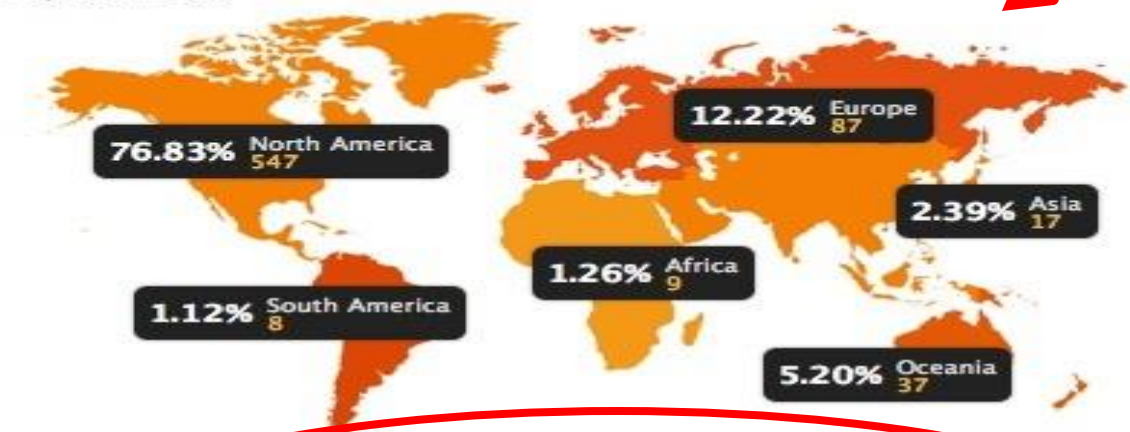 76.83% North America
547
12.22% Europe
87
2.39% Asia
17
1.26% Africa
9
1.12% South America
8
5.20% Oceania
37